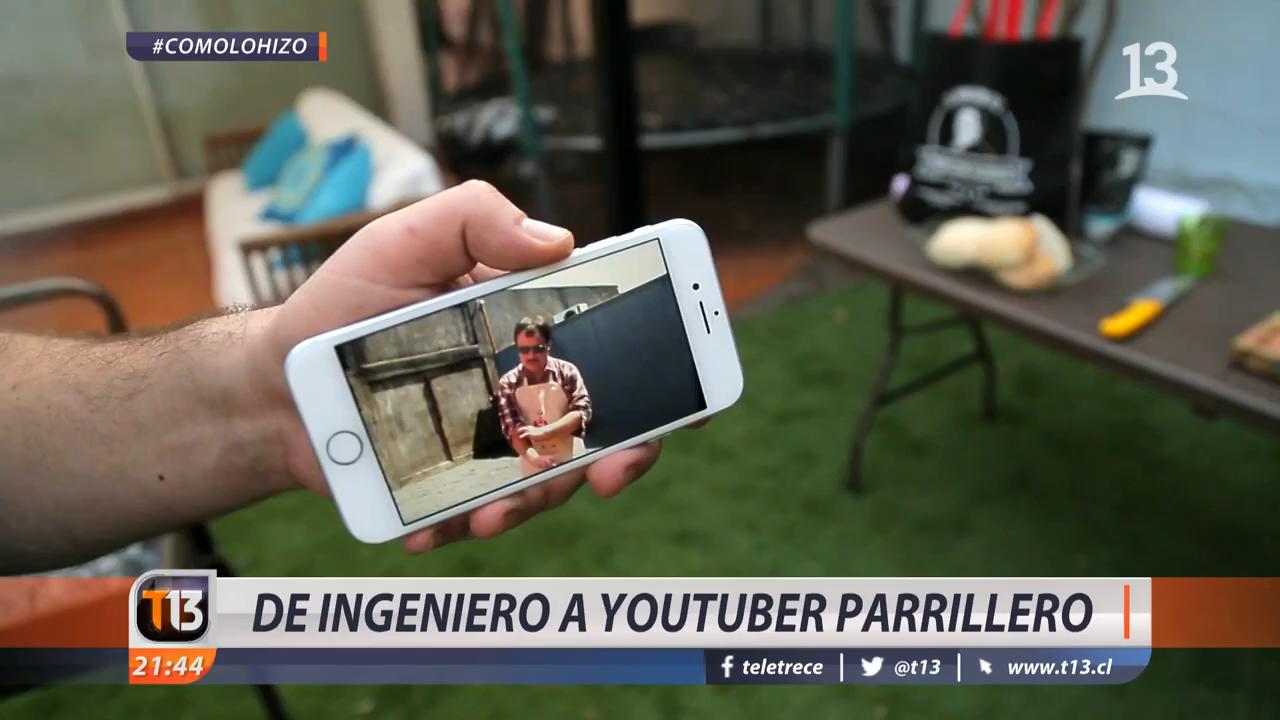 #COMOLOHIZO
13
T13
DE INGENIERO A YOUTUBER PARRILLERO
21:44
teletrece
@t13
www.t13.cl